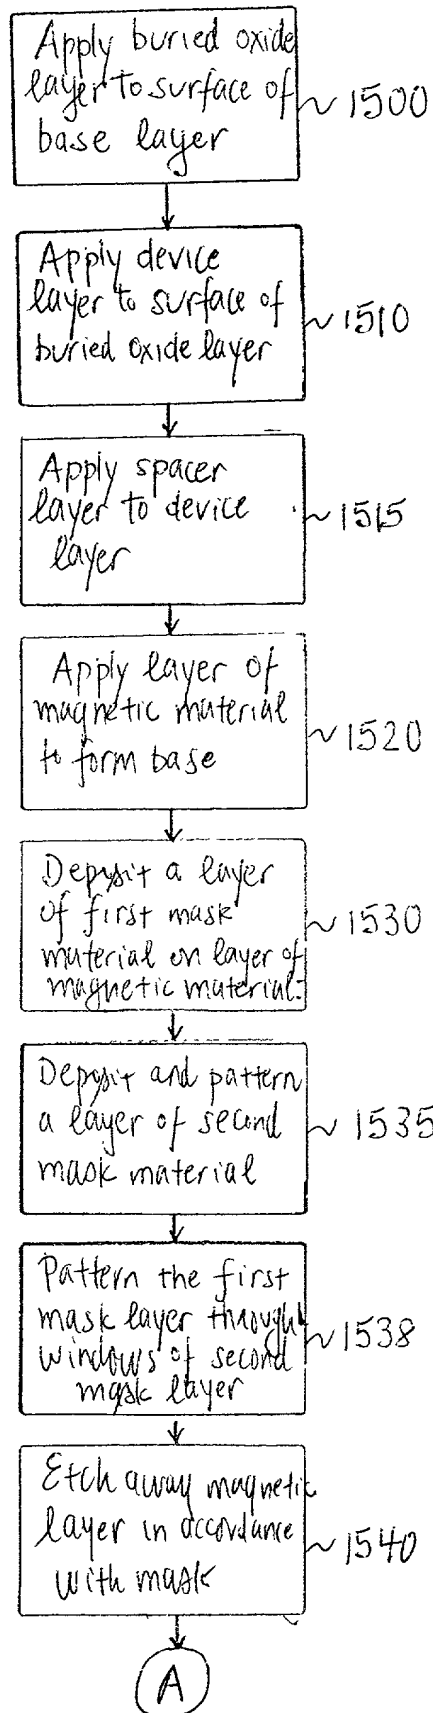 Apply buried oxide
layer to surface of
base layer
~ 1500
Apply device
layer to surface of
buried oxide layer
~ 1510
Apply spacer
layer to device
layer
~ 1515
Apply layer of
magnetic material
to form base
~ 1520
Deposit a layer
of first mask
material on layer of
magnetic material.
~ 1530
Deposit and pattern
a layer of second
mask material
~ 1535
Pattern the first
mask layer through
windows of second
mask layer
~ 1538
Etch away magnetic
layer in accordance
with mask
~ 1540
A